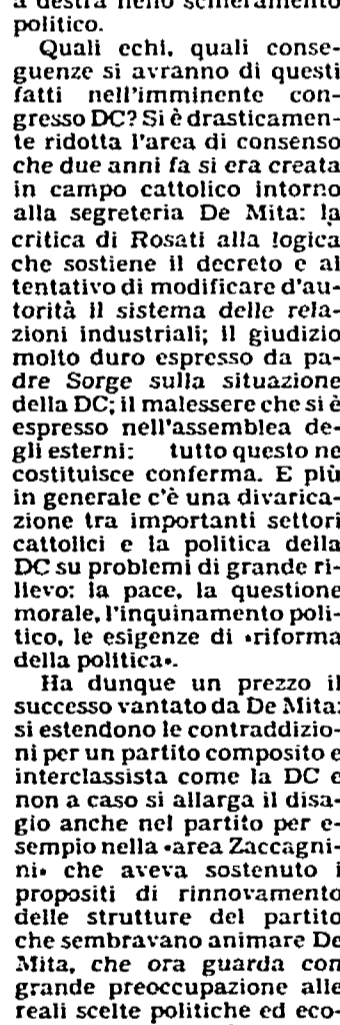 a destra nello schieramento
politico.
Quali echi, quali conse-
guenze si avranno di questi
fatti nell'imminente con-
gresso DC? Si è drasticamen-
te ridotta l'area di consenso
che due anni fa si era creata
in campo cattolico intorno
alla segreteria De Mita: la
critica di Rosati alla logica
che sostiene il decreto e al
tentativo di modificare d'au-
torità il sistema delle rela-
zioni industriali; il giudizio
molto duro espresso da pa-
dre Sorge sulla situazione
della DC; il malessere che si è
espresso nell'assemblea de-
gli esterni: tutto questo ne
costituisce conferma. E più
in generale c'è una divarica-
zione tra importanti settori
cattolici e la politica della
DC su problemi di grande ri-
lievo: la pace, la questione
morale, l'inquinamento poli-
tico, le esigenze di «riforma
della politica».
Ha dunque un prezzo il
successo vantato da De Mita:
si estendono le contraddizio-
ni per un partito composito e
interclassista come la DC e
non a caso si allarga il disa-
gio anche nel partito per e-
sempio nella «area Zaccagni-
ni» che aveva sostenuto i
propositi di rinnovamento
delle strutture del partito
che sembravano animare De
Mita, che ora guarda con
grande preoccupazione alle
reali scelte politiche ed eco-